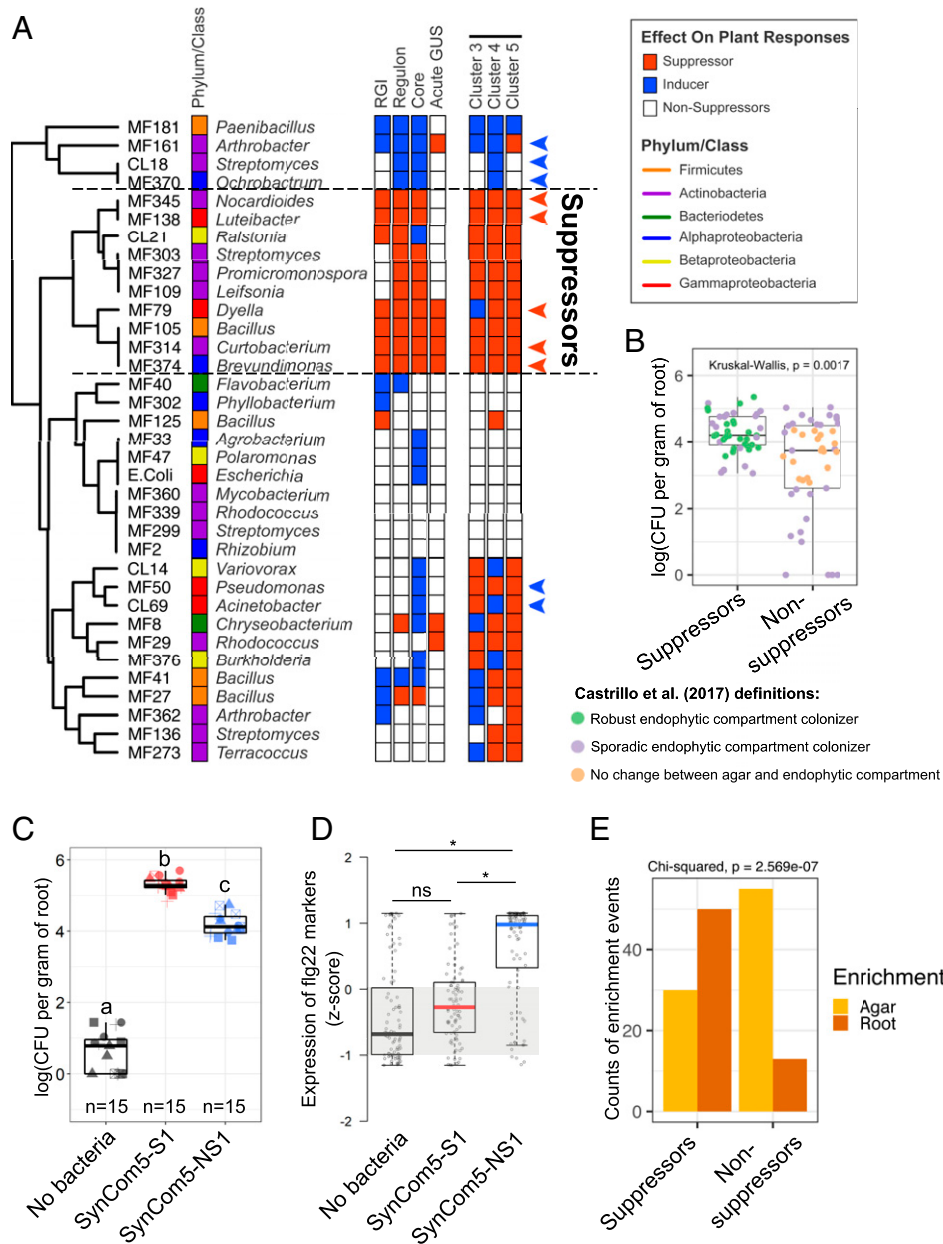 A
Phylum/Class
RGI
Regulon
Core
Acute GUS
Cluster 3
Cluster 4
Cluster 5
MF181 Paenibacillus
MF161 Arthrobacter
CL18 Streptomyces
MF370 Ochrobactrum
MF345 Nocardioides
MF138 Luteibacter
CL21 Ralstonia
MF303 Streptomyces
MF327 Promicromonospora
MF109 Leifsonia
MF79 Dyella
MF105 Bacillus
MF314 Curtobacterium
MF374 Brevundimonas
MF40 Flavobacterium
MF302 Phyllobacterium
MF125 Bacillus
MF33 Agrobacterium
MF47 Polaromonas
E.Coli Escherichia
MF360 Mycobacterium
MF339 Rhodococcus
MF299 Streptomyces
MF2 Rhizobium
CL14 Variovorax
MF50 Pseudomonas
CL69 Acinetobacter
MF8 Chryseobacterium
MF29 Rhodococcus
MF376 Burkholderia
MF41 Bacillus
MF27 Bacillus
MF362 Arthrobacter
MF136 Streptomyces
MF273 Terracoccus
Suppressors
Effect On Plant Responses
Suppressor
Inducer
Non-Suppressors
Phylum/Class
Firmicutes
Actinobacteria
Bacteriodetes
Alphaproteobacteria
Betaproteobacteria
Gammaproteobacteria
B
Kruskal-Wallis, p = 0.0017
log(CFU per gram of root)
6
4
2
0
Suppressors
Non-
suppressors
Castrillo et al. (2017) definitions:
Robust endophytic compartment colonizer
Sporadic endophytic compartment colonizer
No change between agar and endophytic compartment
C
log(CFU per gram of root)
6
4
2
0
a
b
c
n=15 n=15 n=15
No bacteria
SynCom5-S1
SynCom5-NS1
D
Expression of flg22 markers
(z-score)
2
1
0
-1
-2
*
ns
*
No bacteria
SynCom5-S1
SynCom5-NS1
E
Chi-squared, p = 2.569e-07
Counts of enrichment events
40
20
0
Suppressors
Non-
suppressors
Enrichment
Agar
Root